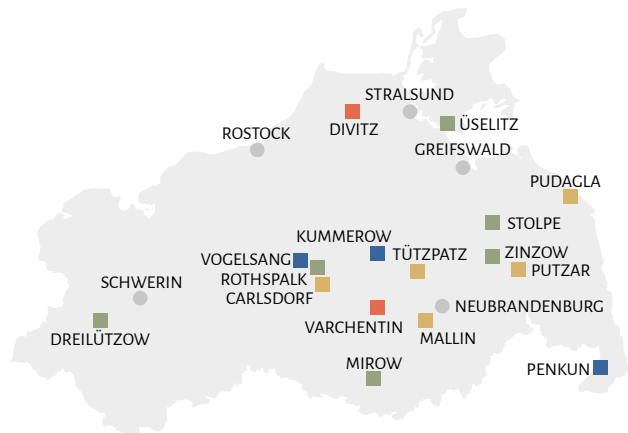 STRALSUND
DIVITZ
ÜSELITZ
ROSTOCK
GREIFSWALD
PUDAGLA
STOLPE
KUMMEROW
VOGELSANG
TÜTZPATZ
ZINZOW
PUTZAR
ROTHSPALK
CARLSDORF
SCHWERIN
NEUBRANDENBURG
VARCHENTIN
MALLIN
DREILÜTZOW
MIROW
PENKUN